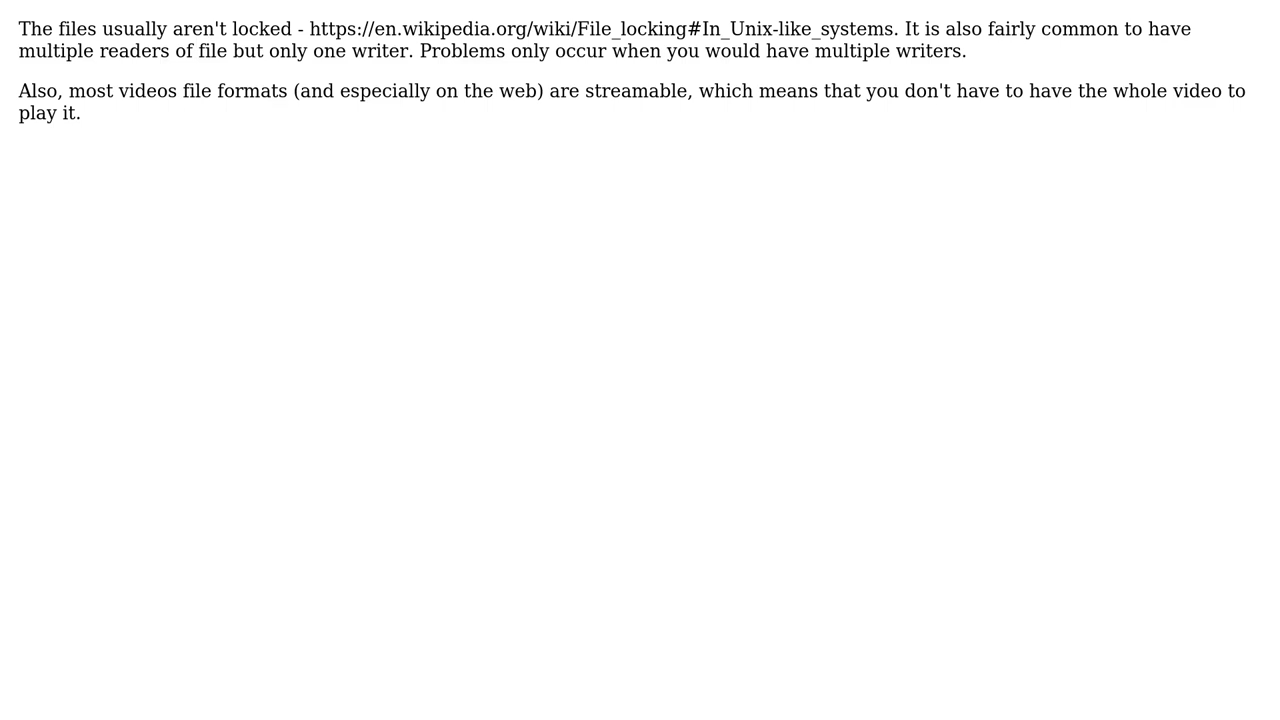 The files usually aren't locked - https://en.wikipedia.org/wiki/File_locking#In_Unix-like_systems. It is also fairly common to have
multiple readers of file but only one writer. Problems only occur when you would have multiple writers.
Also, most videos file formats (and especially on the web) are streamable, which means that you don't have to have the whole video to
play it.